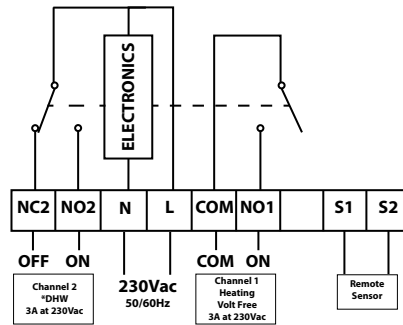 ELECTRONICS
NC2 NO2 N L COM NO1 S1 S2
OFF ON 230Vac COM ON
50/60Hz
Channel 2
*DHW
3A at 230Vac
Channel 1
Heating
Volt Free
3A at 230Vac
Remote
Sensor